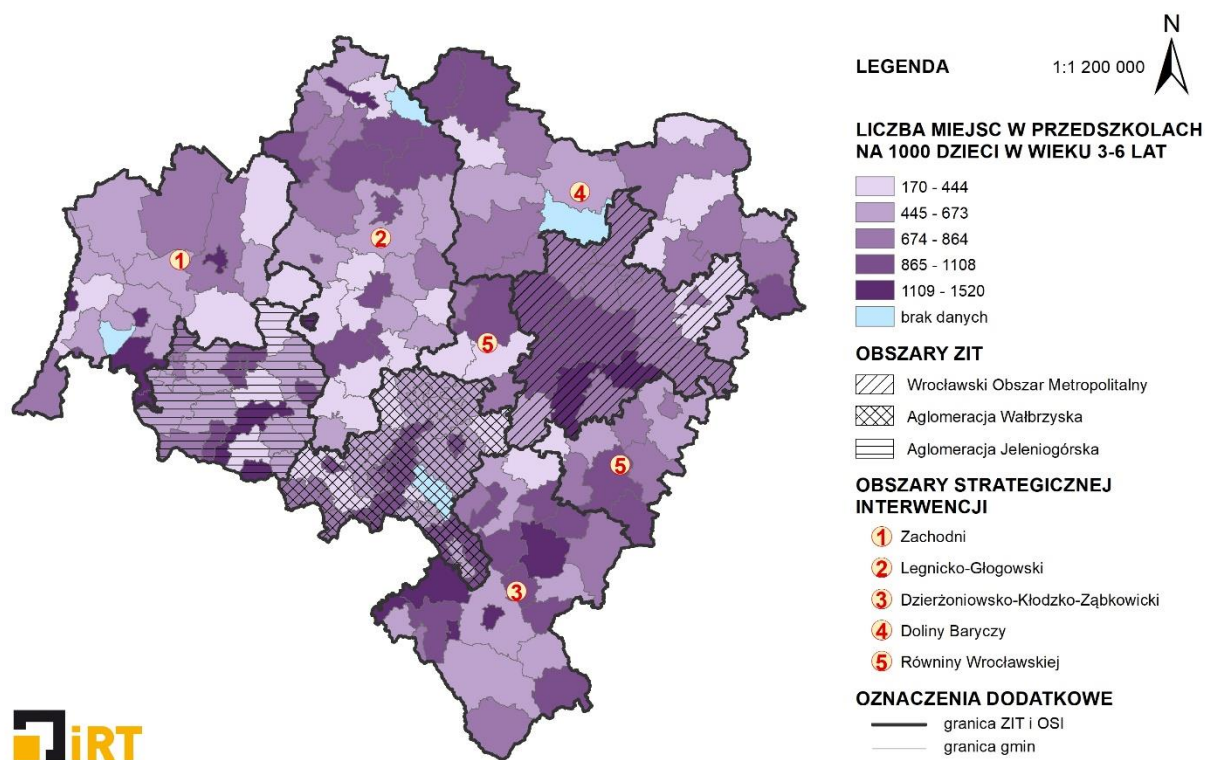 N
LEGENDA
1:1 200 000
LICZBA MIEJSC W PRZEDSZKOLACH
NA 1000 DZIECI W WIEKU 3-6 LAT
170 - 444
445 - 673
674 - 864
865 - 1108
1109 - 1520
brak danych
OBSZARY ZIT
Wrocławski Obszar Metropolitalny
Aglomeracja Wałbrzyska
Aglomeracja Jeleniogórska
OBSZARY STRATEGICZNEJ
INTERWENCJI
1 Zachodni
2 Legnicko-Głogowski
3 Dzierżoniowsko-Kłodzko-Ząbkowicki
4 Doliny Baryczy
5 Równiny Wrocławskiej
OZNACZENIA DODATKOWE
granica ZIT i OSI
granica gmin
4
2
1
5
5
3
iRT